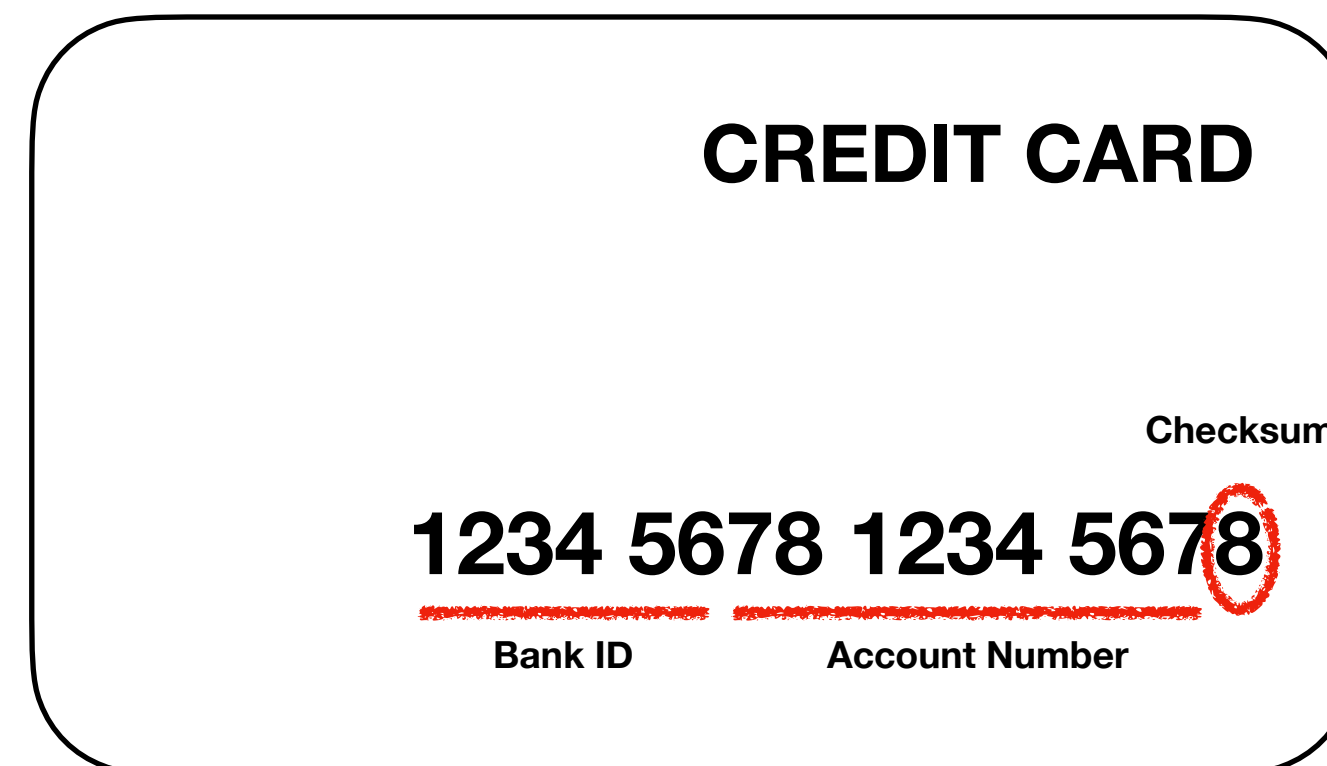 CREDIT CARD
Checksum
1234 5678 1234 5678
Bank ID
Account Number